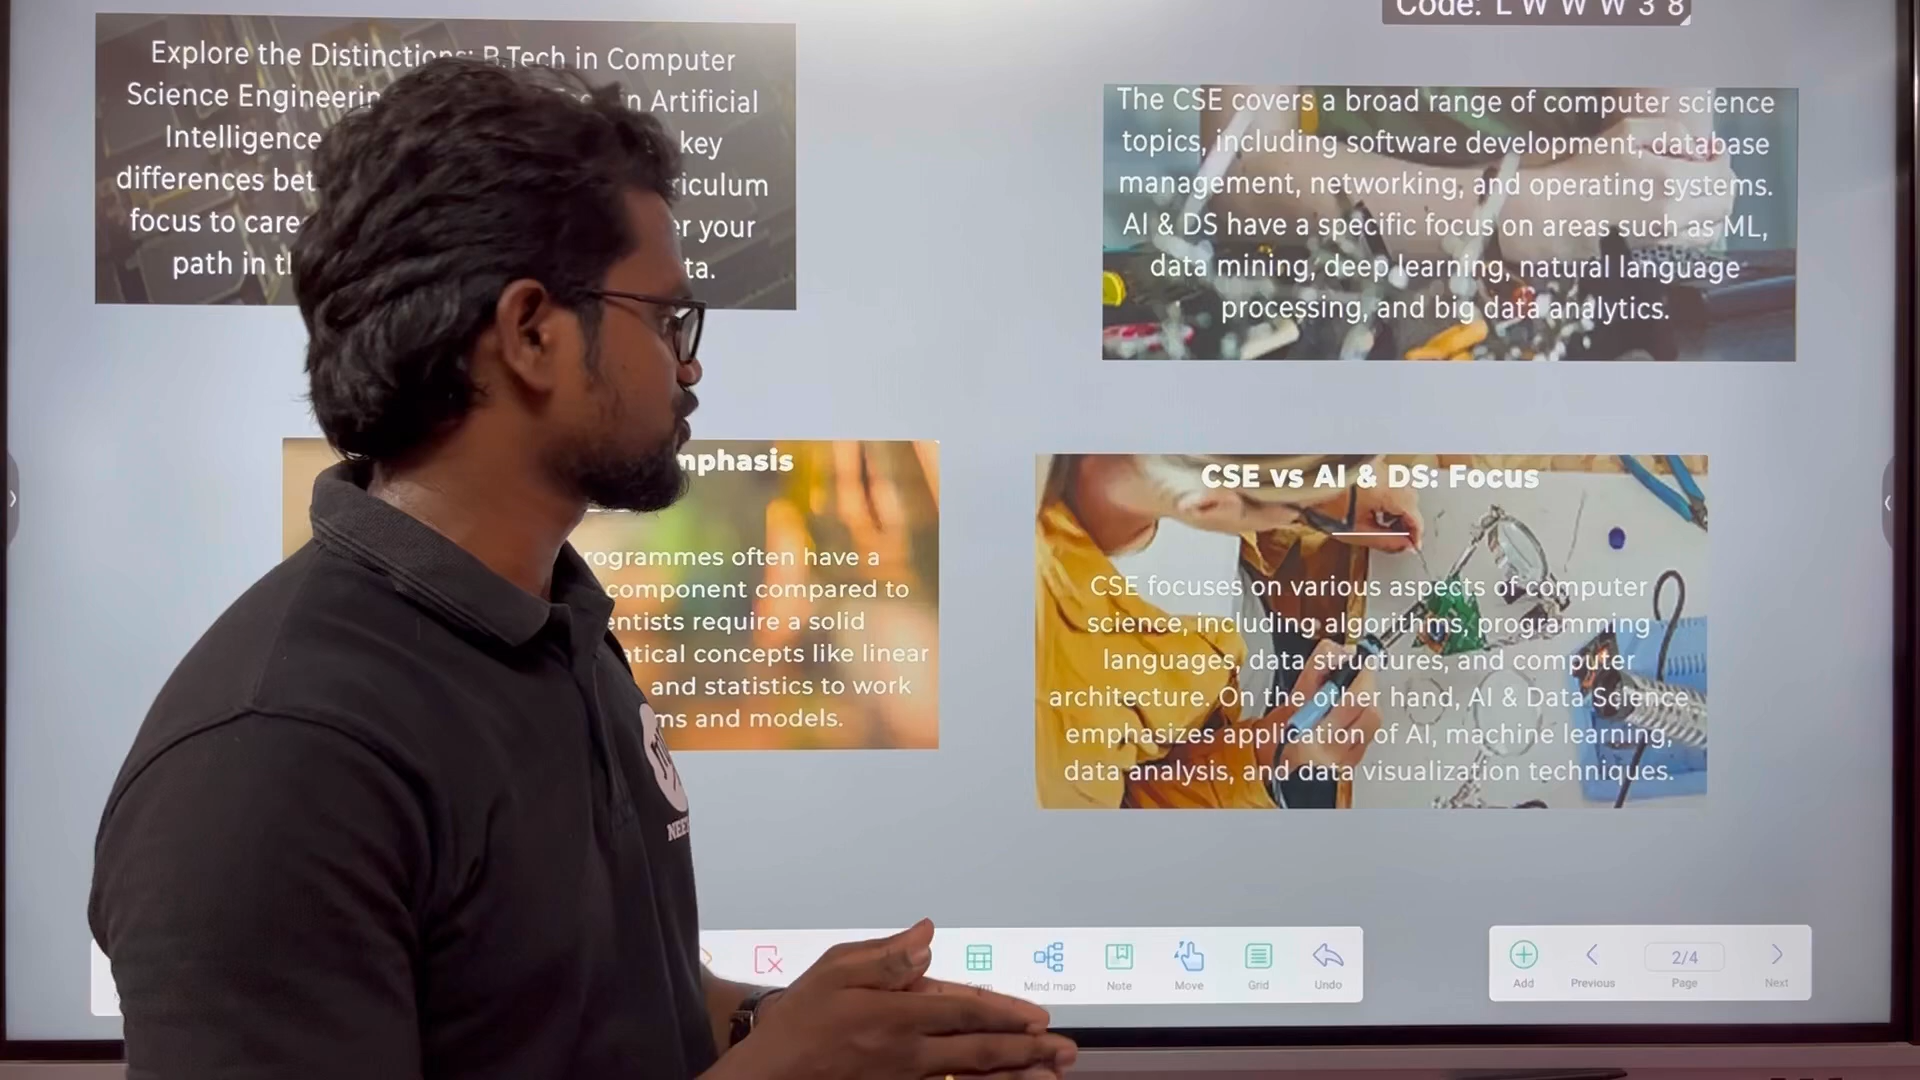 Code: L W W W 3 8
Explore the Distinctions: B.Tech in Computer
Science Engineering n Artificial
Intelligence key
differences bet riculum
focus to care er your
path in th ta.
The CSE covers a broad range of computer science
topics, including software development, database
management, networking, and operating systems.
AI & DS have a specific focus on areas such as ML,
data mining, deep learning, natural language
processing, and big data analytics.
mphasis
rogrammes often have a
component compared to
entists require a solid
atical concepts like linear
and statistics to work
ms and models.
CSE vs AI & DS: Focus
CSE focuses on various aspects of computer
science, including algorithms, programming
languages, data structures, and computer
architecture. On the other hand, AI & Data Science
emphasizes application of AI, machine learning,
data analysis, and data visualization techniques.
NEE
Form Mind map Note Move Grid Undo
Add Previous 2/4 Page Next